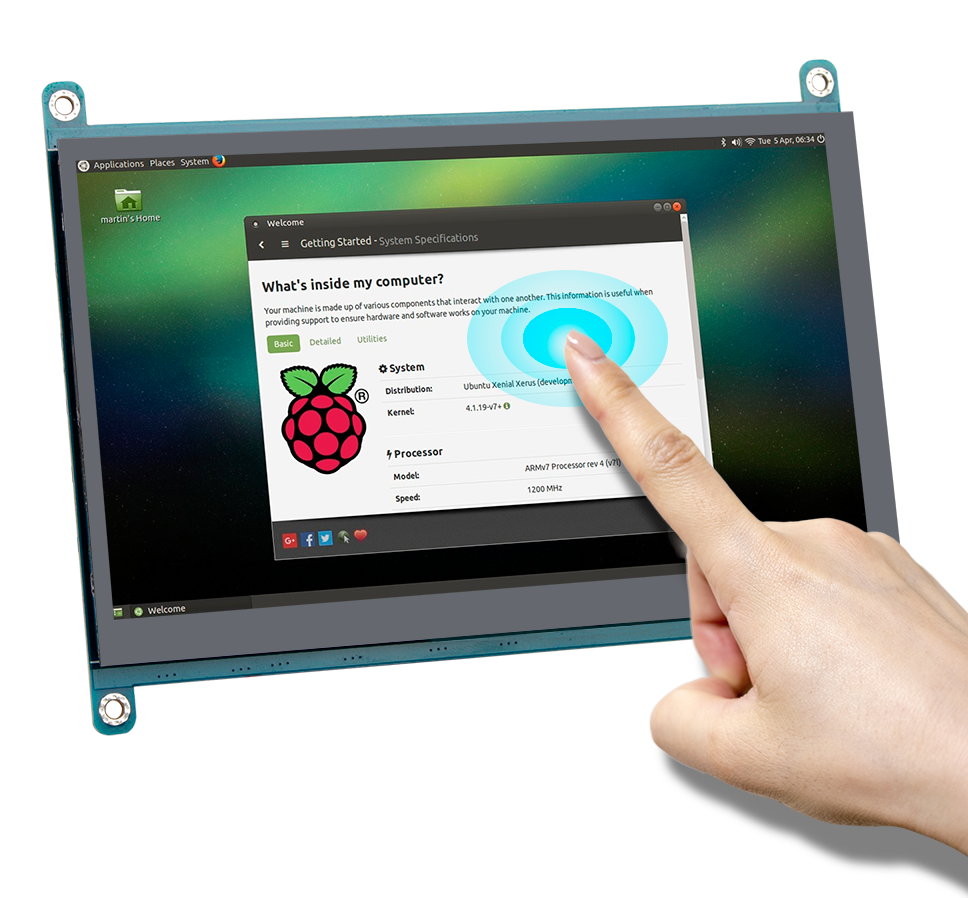 Applications Places System
Tue 5 Apr, 06:34
martin's Home
Welcome
Getting Started - System Specifications
What's inside my computer?
Your machine is made up of various components that interact with one another. This information is useful when
providing support to ensure hardware and software works on your machine.
Basic Detailed Utilities
System
Distribution: Ubuntu Xenial Xerus
Kernel: 4.1.19-v7+
®
Processor
Model: ARMv7 Processor rev 4 (v7l)
Speed: 1200 MHz
G+ f
Welcome